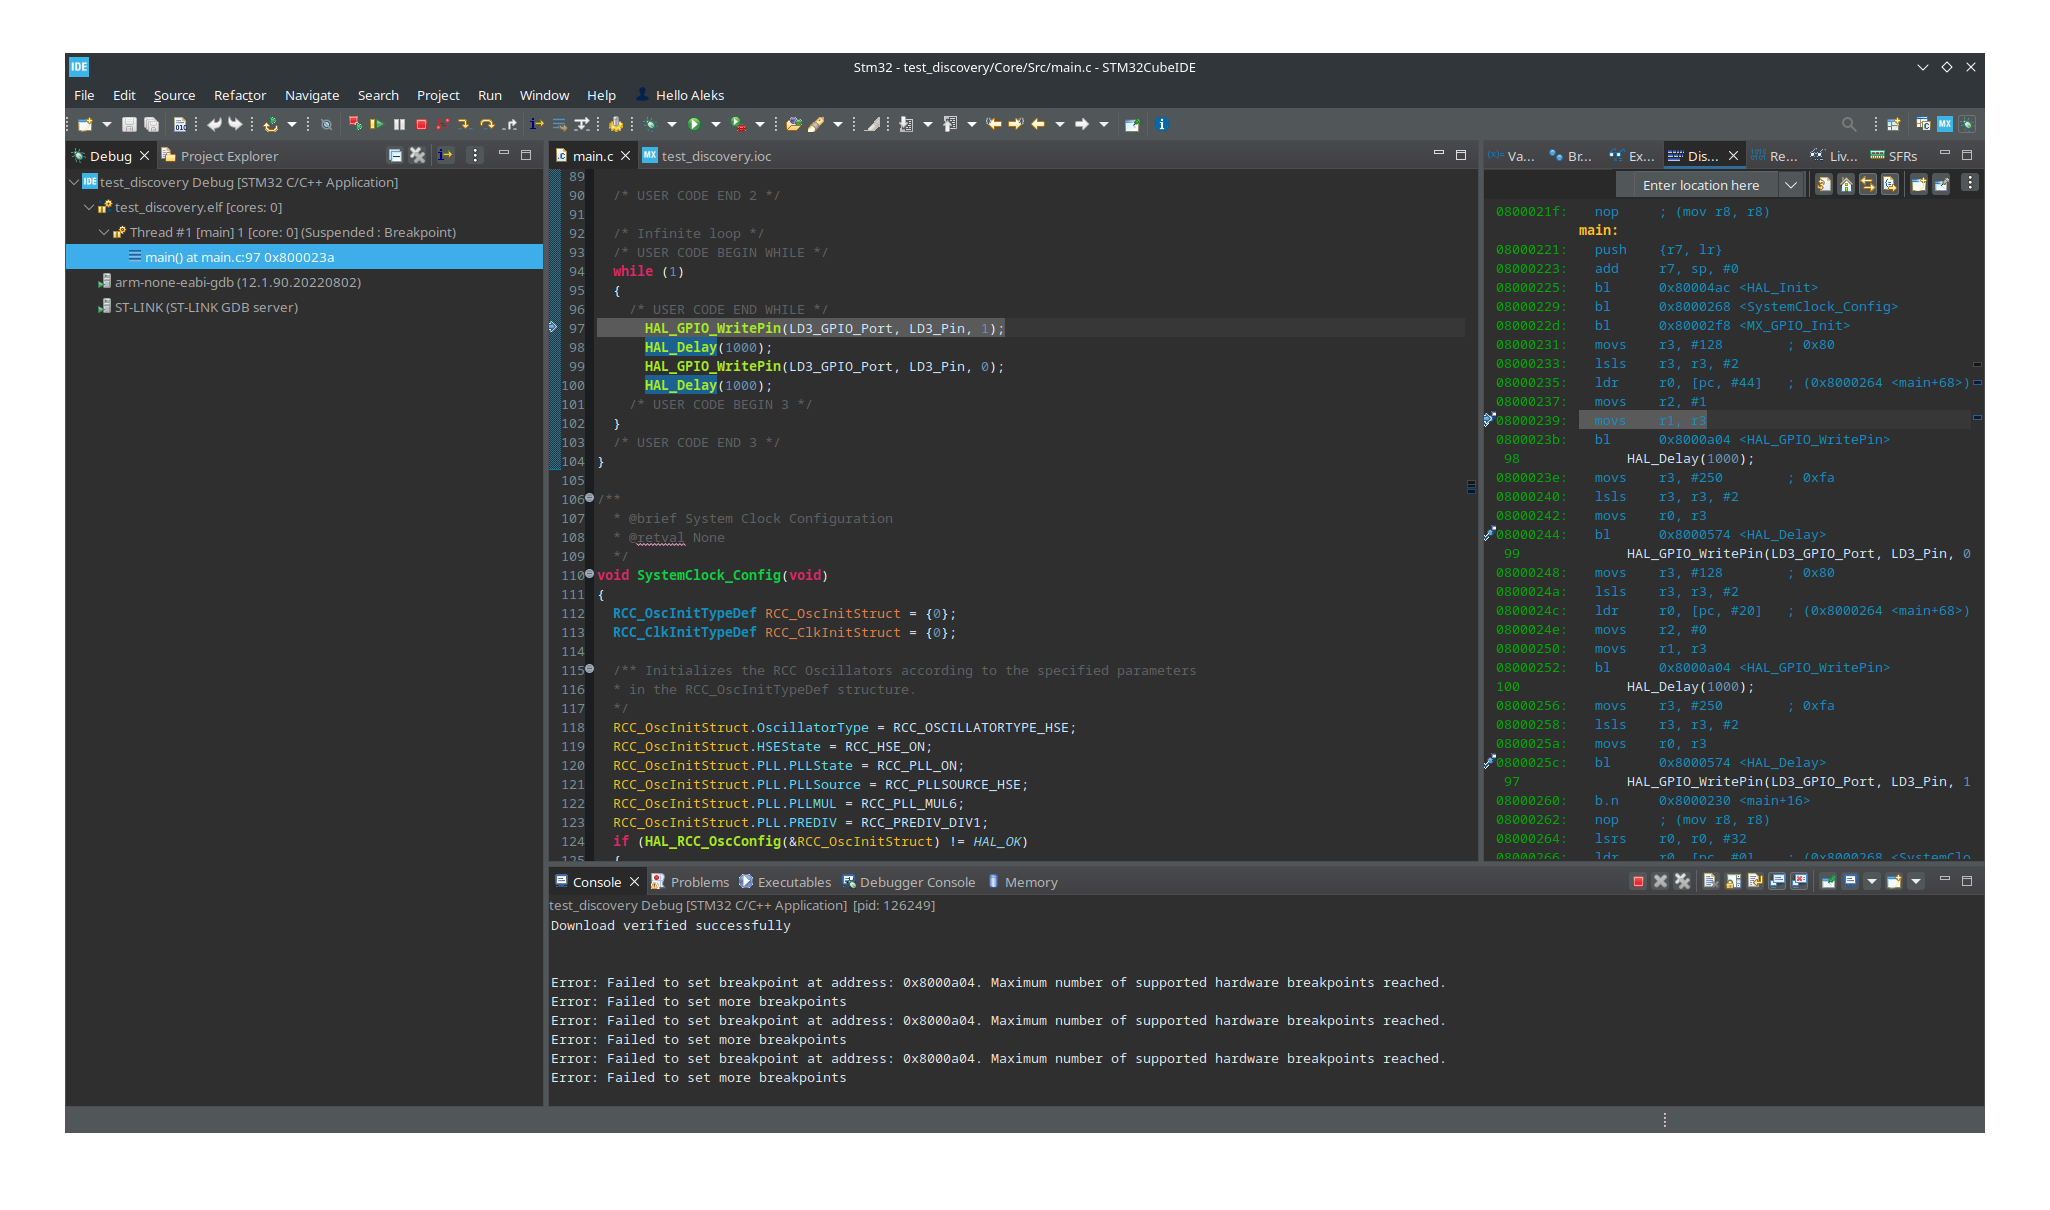 IDE
Stm32 - test_discovery/Core/Src/main.c - STM32CubeIDE
File Edit Source Refactor Navigate Search Project Run Window Help Hello Aleks
MX
Debug Project Explorer
test_discovery Debug [STM32 C/C++ Application]
test_discovery.elf [cores: 0]
Thread #1 [main] 1 [core: 0] (Suspended : Breakpoint)
main() at main.c:97 0x800023a
arm-none-eabi-gdb (12.1.90.20220802)
ST-LINK (ST-LINK GDB server)
main.c test_discovery.ioc
89
90 /* USER CODE END 2 */
91
92 /* Infinite loop */
93 /* USER CODE BEGIN WHILE */
94 while (1)
95 {
96 /* USER CODE END WHILE */
97 HAL_GPIO_WritePin(LD3_GPIO_Port, LD3_Pin, 1);
98 HAL_Delay(1000);
99 HAL_GPIO_WritePin(LD3_GPIO_Port, LD3_Pin, 0);
100 HAL_Delay(1000);
101 /* USER CODE BEGIN 3 */
102 }
103 /* USER CODE END 3 */
104 }
105
106 /**
107 * @brief System Clock Configuration
108 * @retval None
109 */
110 void SystemClock_Config(void)
111 {
112 RCC_OscInitTypeDef RCC_OscInitStruct = {0};
113 RCC_ClkInitTypeDef RCC_ClkInitStruct = {0};
114
115 /** Initializes the RCC Oscillators according to the specified parameters
116 * in the RCC_OscInitTypeDef structure.
117 */
118 RCC_OscInitStruct.OscillatorType = RCC_OSCILLATORTYPE_HSE;
119 RCC_OscInitStruct.HSEState = RCC_HSE_ON;
120 RCC_OscInitStruct.PLL.PLLState = RCC_PLL_ON;
121 RCC_OscInitStruct.PLL.PLLSource = RCC_PLLSOURCE_HSE;
122 RCC_OscInitStruct.PLL.PLLMUL = RCC_PLL_MUL6;
123 RCC_OscInitStruct.PLL.PREDIV = RCC_PREDIV_DIV1;
124 if (HAL_RCC_OscConfig(&RCC_OscInitStruct) != HAL_OK)
125 {
Va... Br... Ex... Dis... Re... Liv... SFRs
Enter location here
0800021f: nop ; (mov r8, r8)
main:
08000221: push {r7, lr}
08000223: add r7, sp, #0
08000225: bl 0x80004ac <HAL_Init>
08000229: bl 0x8000268 <SystemClock_Config>
0800022d: bl 0x80002f8 <MX_GPIO_Init>
08000231: movs r3, #128 ; 0x80
08000233: lsls r3, r3, #2
08000235: ldr r0, [pc, #44] ; (0x8000264 <main+68>)
08000237: movs r2, #1
08000239: movs r1, r3
0800023b: bl 0x8000a04 <HAL_GPIO_WritePin>
98 HAL_Delay(1000);
0800023e: movs r3, #250 ; 0xfa
08000240: lsls r3, r3, #2
08000242: movs r0, r3
08000244: bl 0x8000574 <HAL_Delay>
99 HAL_GPIO_WritePin(LD3_GPIO_Port, LD3_Pin, 0
08000248: movs r3, #128 ; 0x80
0800024a: lsls r3, r3, #2
0800024c: ldr r0, [pc, #20] ; (0x8000264 <main+68>)
0800024e: movs r2, #0
08000250: movs r1, r3
08000252: bl 0x8000a04 <HAL_GPIO_WritePin>
100 HAL_Delay(1000);
08000256: movs r3, #250 ; 0xfa
08000258: lsls r3, r3, #2
0800025a: movs r0, r3
0800025c: bl 0x8000574 <HAL_Delay>
97 HAL_GPIO_WritePin(LD3_GPIO_Port, LD3_Pin, 1
08000260: b.n 0x8000230 <main+16>
08000262: nop ; (mov r8, r8)
08000264: lsrs r0, r0, #32
08000266: ldr r0, [pc, #0] ; (0x8000268 <SystemClo
Console Problems Executables Debugger Console Memory
test_discovery Debug [STM32 C/C++ Application] [pid: 126249]
Download verified successfully
Error: Failed to set breakpoint at address: 0x8000a04. Maximum number of supported hardware breakpoints reached.
Error: Failed to set more breakpoints
Error: Failed to set breakpoint at address: 0x8000a04. Maximum number of supported hardware breakpoints reached.
Error: Failed to set more breakpoints
Error: Failed to set breakpoint at address: 0x8000a04. Maximum number of supported hardware breakpoints reached.
Error: Failed to set more breakpoints